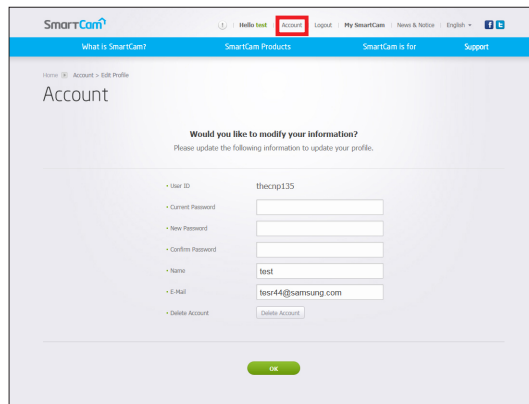 SmartCam
Hello test Account Logout My SmartCam News & Notice English
What is SmartCam? SmartCam Products SmartCam is for Support
Home Account > Edit Profile
Account
Would you like to modify your information?
Please update the following information to update your profile.
• User ID thecnp135
• Current Password
• New Password
• Confirm Password
• Name test
• E-Mail tesr44@samsung.com
• Delete Account Delete Account
OK